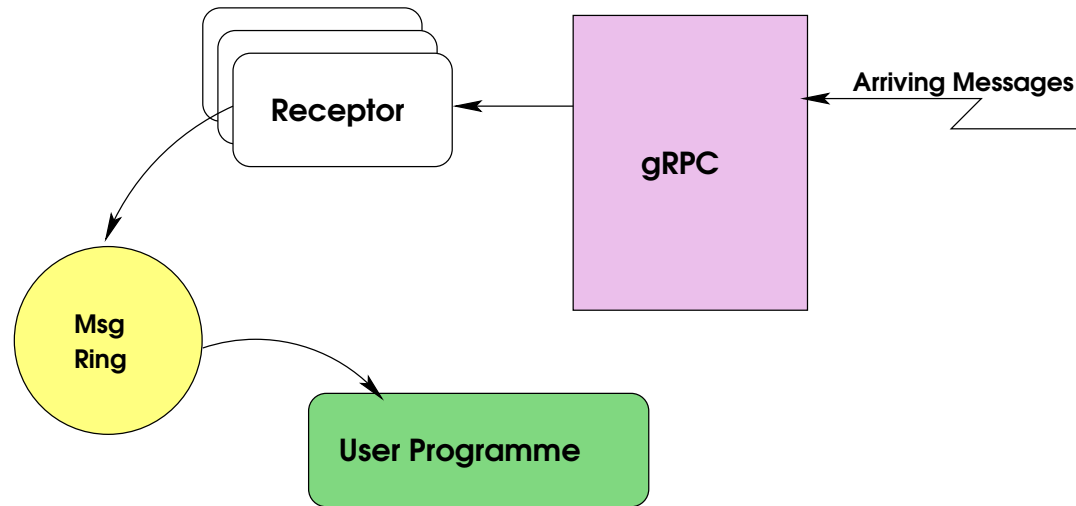 Arriving Messages
Receptor
gRPC
Msg
Ring
User Programme